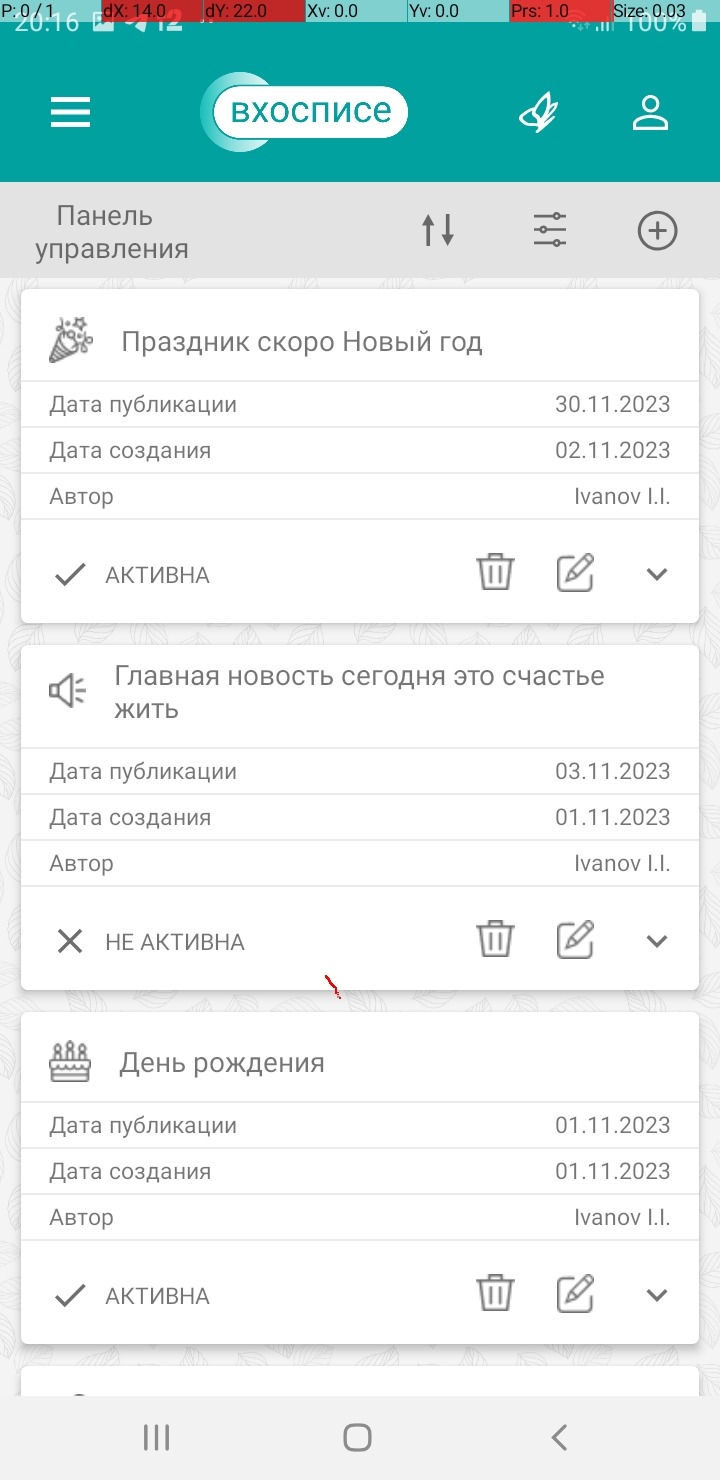 P: 0 / 1 dX: 14.0 dY: 22.0 Xv: 0.0 Yv: 0.0 Prs: 1.0 Size: 0.03
20:16 100%
вхосписе
Панель
управления
Праздник скоро Новый год
Дата публикации 30.11.2023
Дата создания 02.11.2023
Автор Ivanov I.I.
АКТИВНА
Главная новость сегодня это счастье
жить
Дата публикации 03.11.2023
Дата создания 01.11.2023
Автор Ivanov I.I.
НЕ АКТИВНА
День рождения
Дата публикации 01.11.2023
Дата создания 01.11.2023
Автор Ivanov I.I.
АКТИВНА